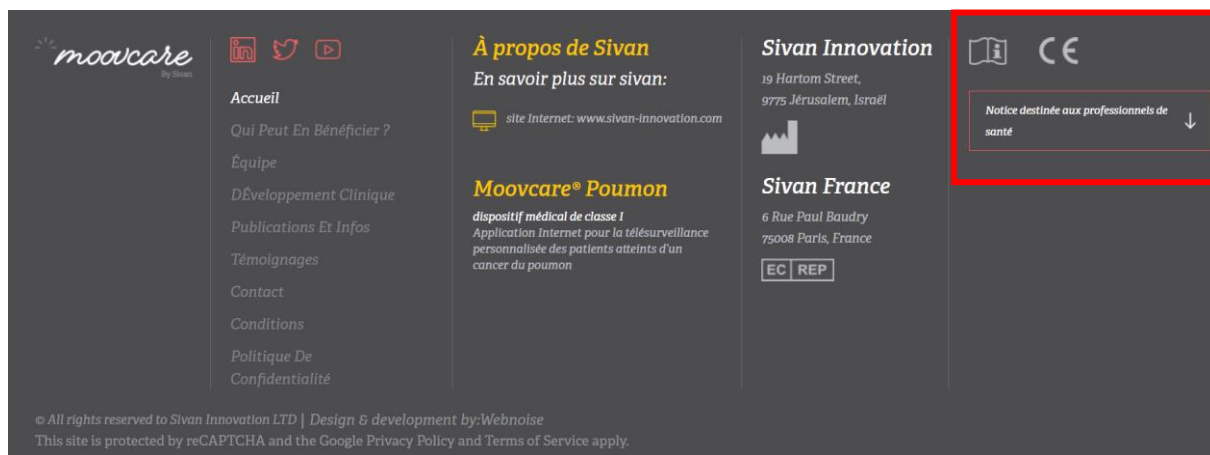 moovcare
By Sivan
in
Accueil
Qui Peut En Bénéficier ?
Équipe
DÉveloppement Clinique
Publications Et Infos
Témoignages
Contact
Conditions
Politique De
Confidentialité
À propos de Sivan
En savoir plus sur sivan:
site Internet: www.sivan-innovation.com
Moovcare® Poumon
dispositif médical de classe I
Application Internet pour la télésurveillance
personnalisée des patients atteints d'un
cancer du poumon
Sivan Innovation
19 Hartom Street,
9775 Jérusalem, Israël
Sivan France
6 Rue Paul Baudry
75008 Paris, France
EC REP
i CE
Notice destinée aux professionnels de
santé
© All rights reserved to Sivan Innovation LTD | Design & development by:Webnoise
This site is protected by reCAPTCHA and the Google Privacy Policy and Terms of Service apply.